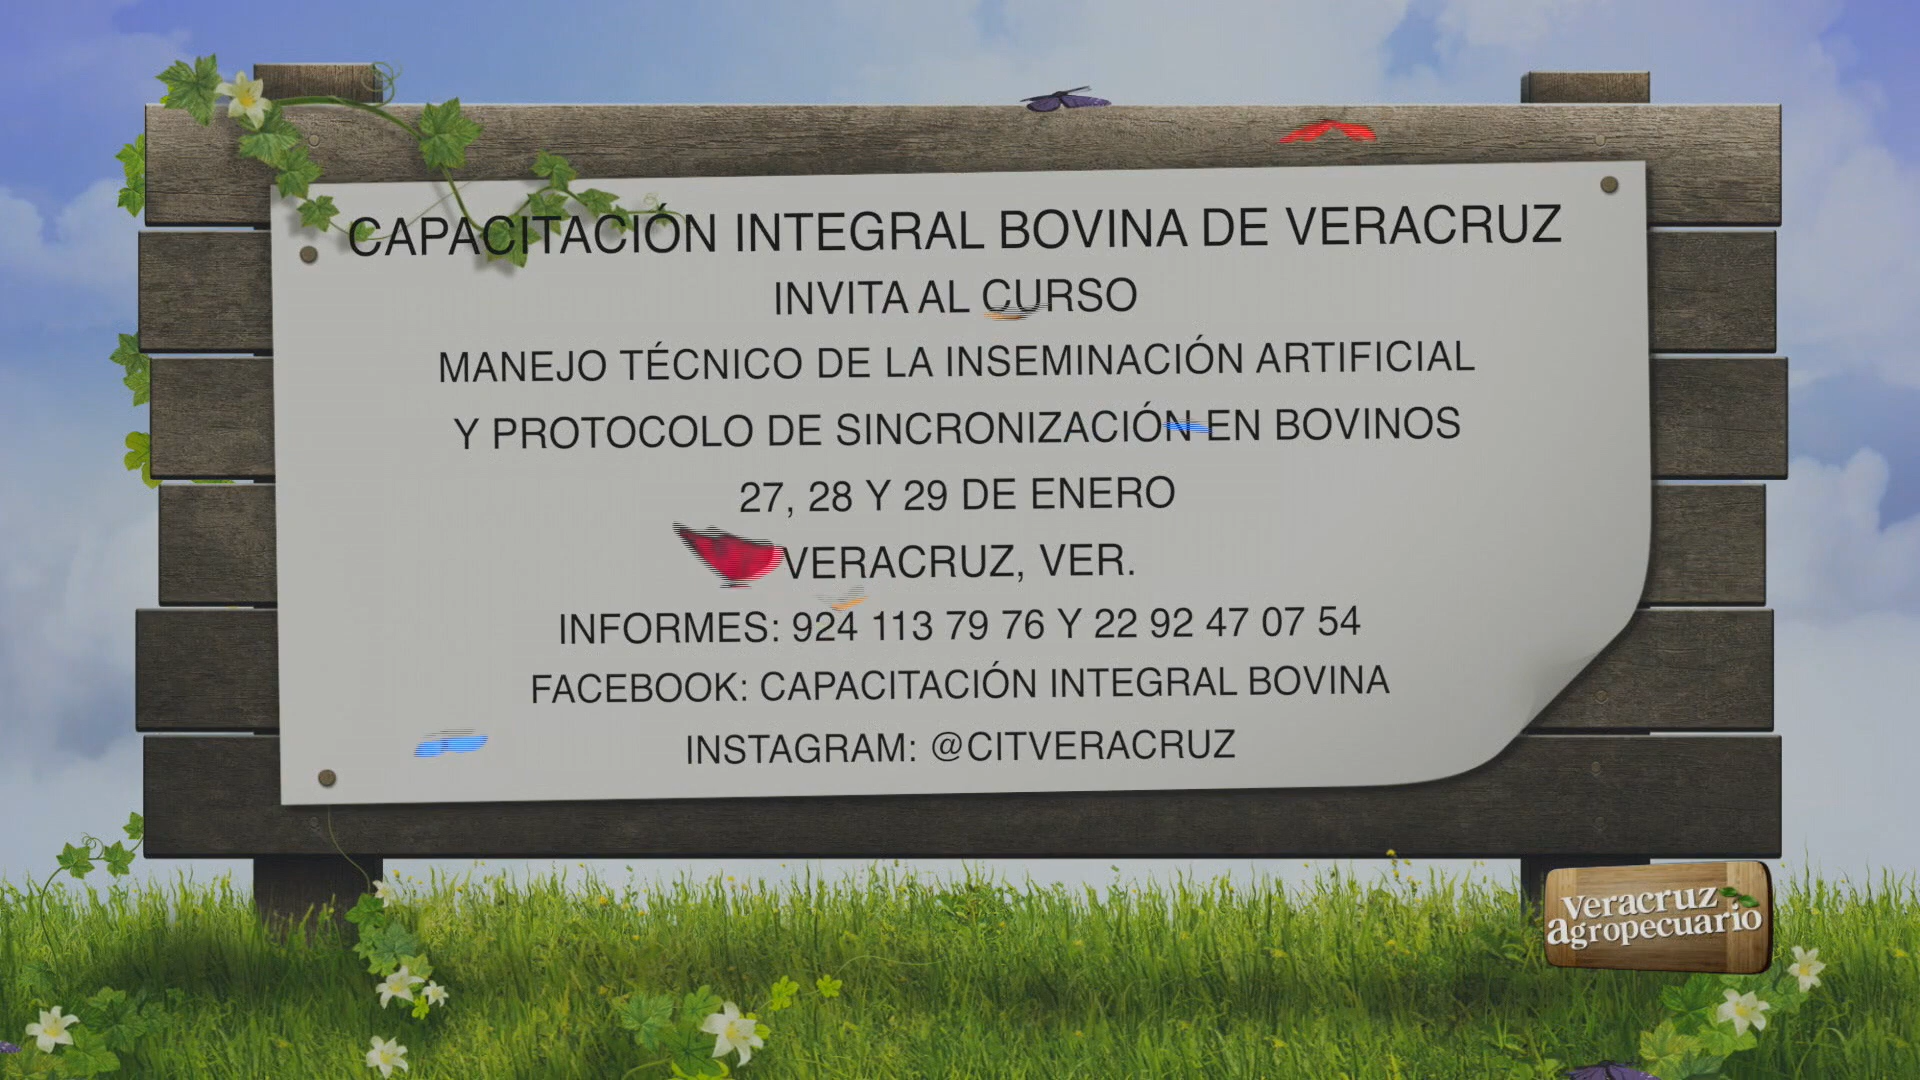 CAPACITACIÓN INTEGRAL BOVINA DE VERACRUZ
INVITA AL CURSO
MANEJO TÉCNICO DE LA INSEMINACIÓN ARTIFICIAL
Y PROTOCOLO DE SINCRONIZACIÓN EN BOVINOS
27, 28 Y 29 DE ENERO
VERACRUZ, VER.
INFORMES: 924 113 79 76 Y 22 92 47 07 54
FACEBOOK: CAPACITACIÓN INTEGRAL BOVINA
INSTAGRAM: @CITVERACRUZ
veracruz
agropecuario